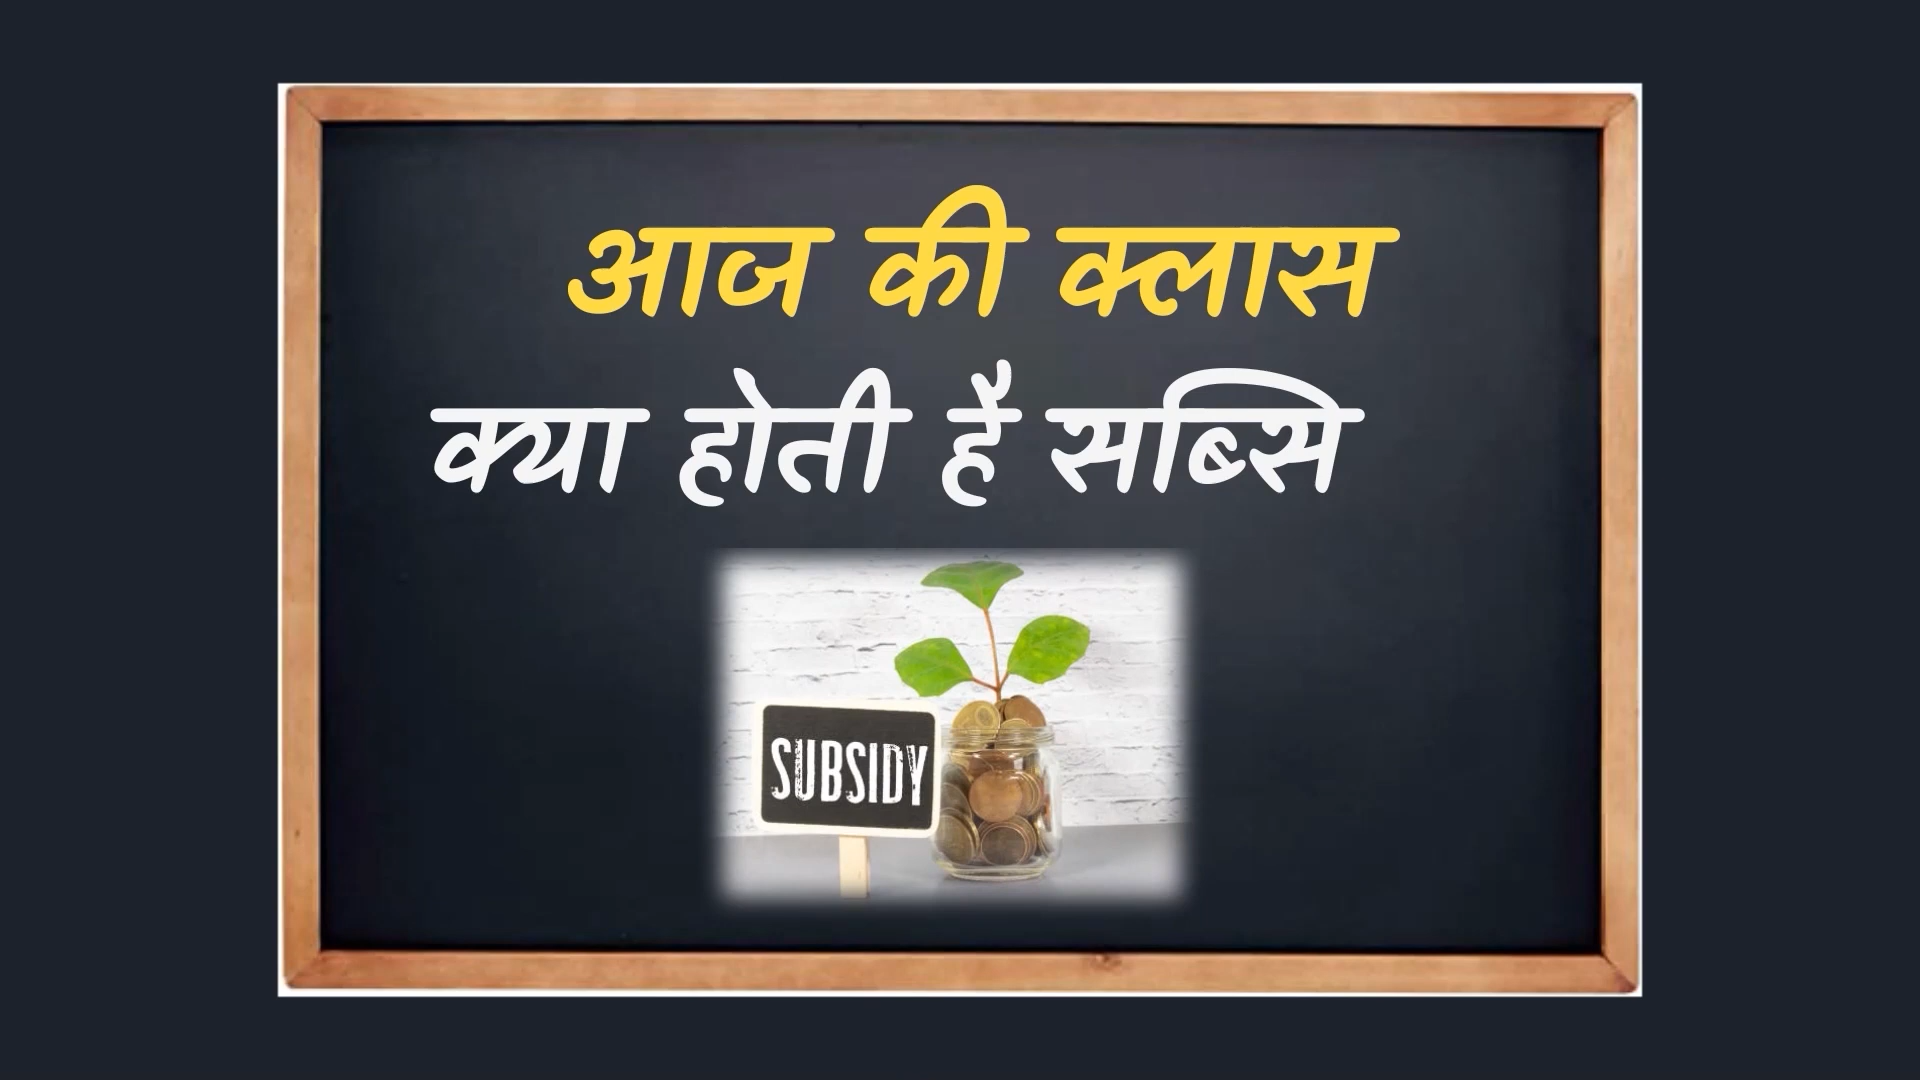 आज की क्लास
क्या होती है सब्सि
SUBSIDY